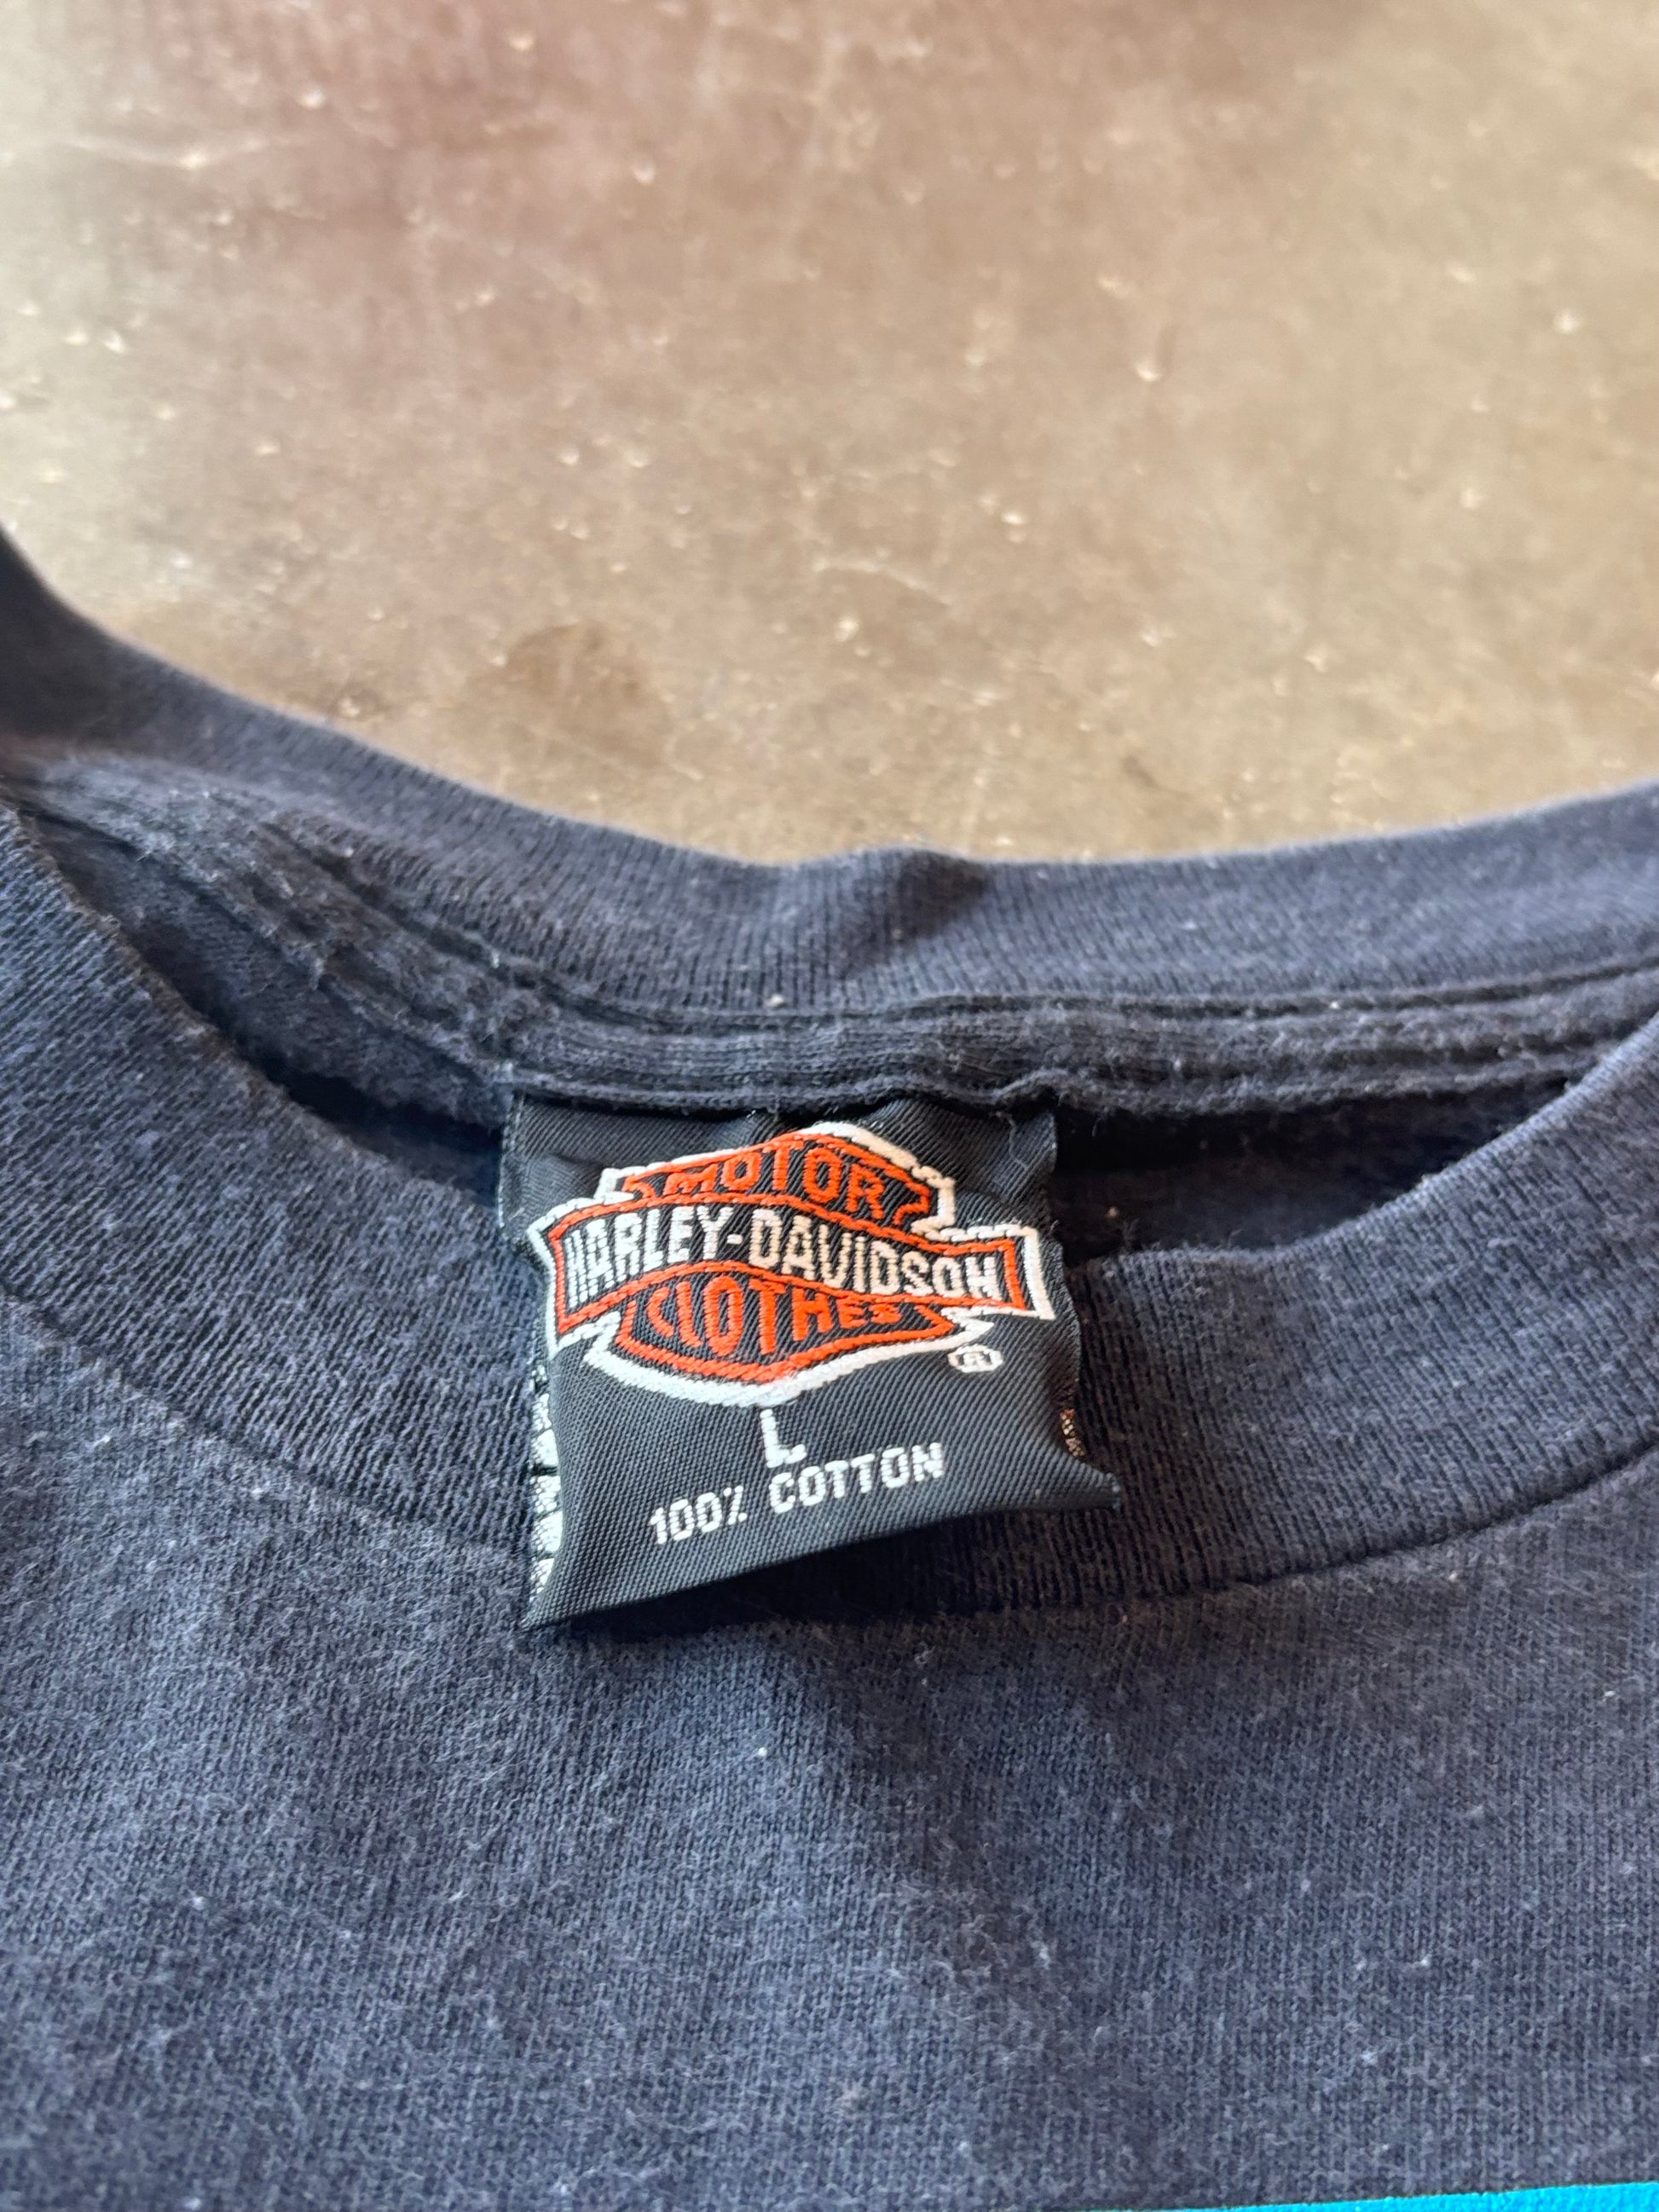 MOTOR
HARLEY-DAVIDSON
CLOTHES
®
L
100% COTTON